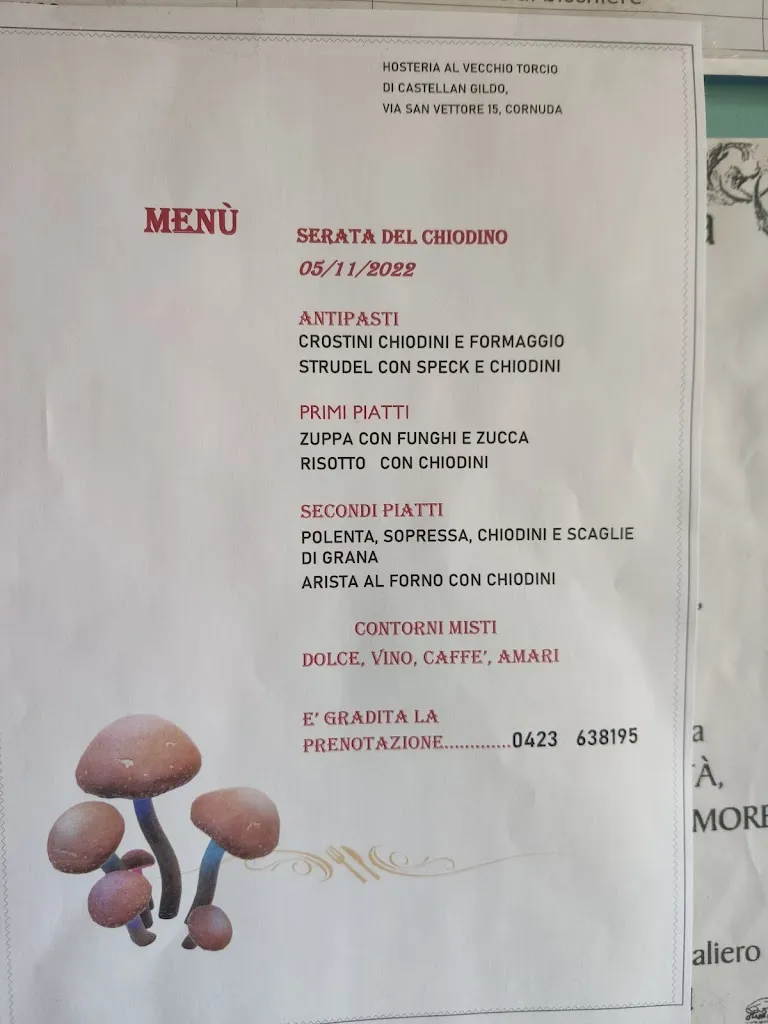 HOSTERIA AL VECCHIO TORCIO
DI CASTELLAN GILDO,
VIA SAN VETTORE 15, CORNUDA
MENÙ
SERATA DEL CHIODINO
05/11/2022
ANTIPASTI
CROSTINI CHIODINI E FORMAGGIO
STRUDEL CON SPECK E CHIODINI
PRIMI PIATTI
ZUPPA CON FUNGHI E ZUCCA
RISOTTO CON CHIODINI
SECONDI PIATTI
POLENTA, SOPRESSA, CHIODINI E SCAGLIE
DI GRANA
ARISTA AL FORNO CON CHIODINI
CONTORNI MISTI
DOLCE, VINO, CAFFE', AMARI
E' GRADITA LA
PRENOTAZIONE.............0423 638195